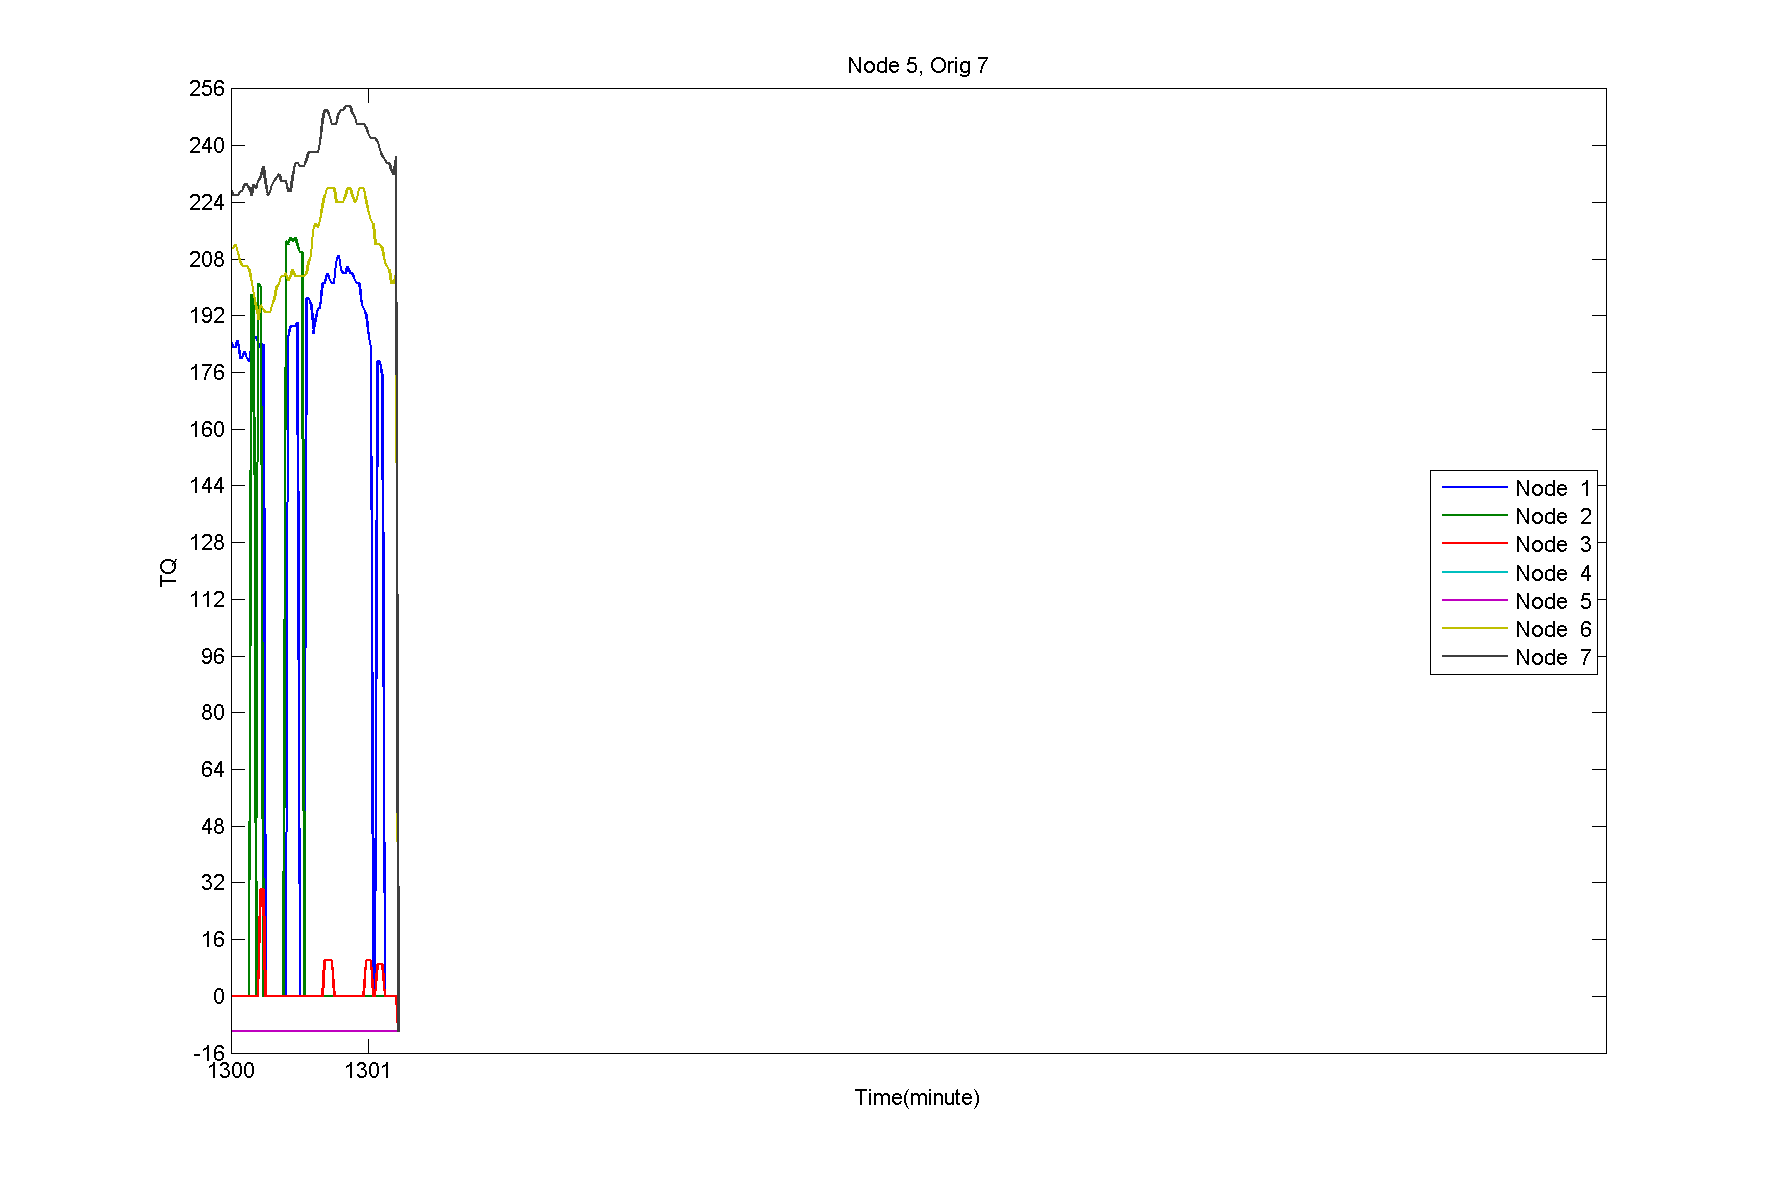 Node 5, Orig 7
256
240
224
208
192
176
160
144
128
112
96
80
64
48
32
16
0
-16
TQ
1300 1301
Time(minute)
Node 1
Node 2
Node 3
Node 4
Node 5
Node 6
Node 7